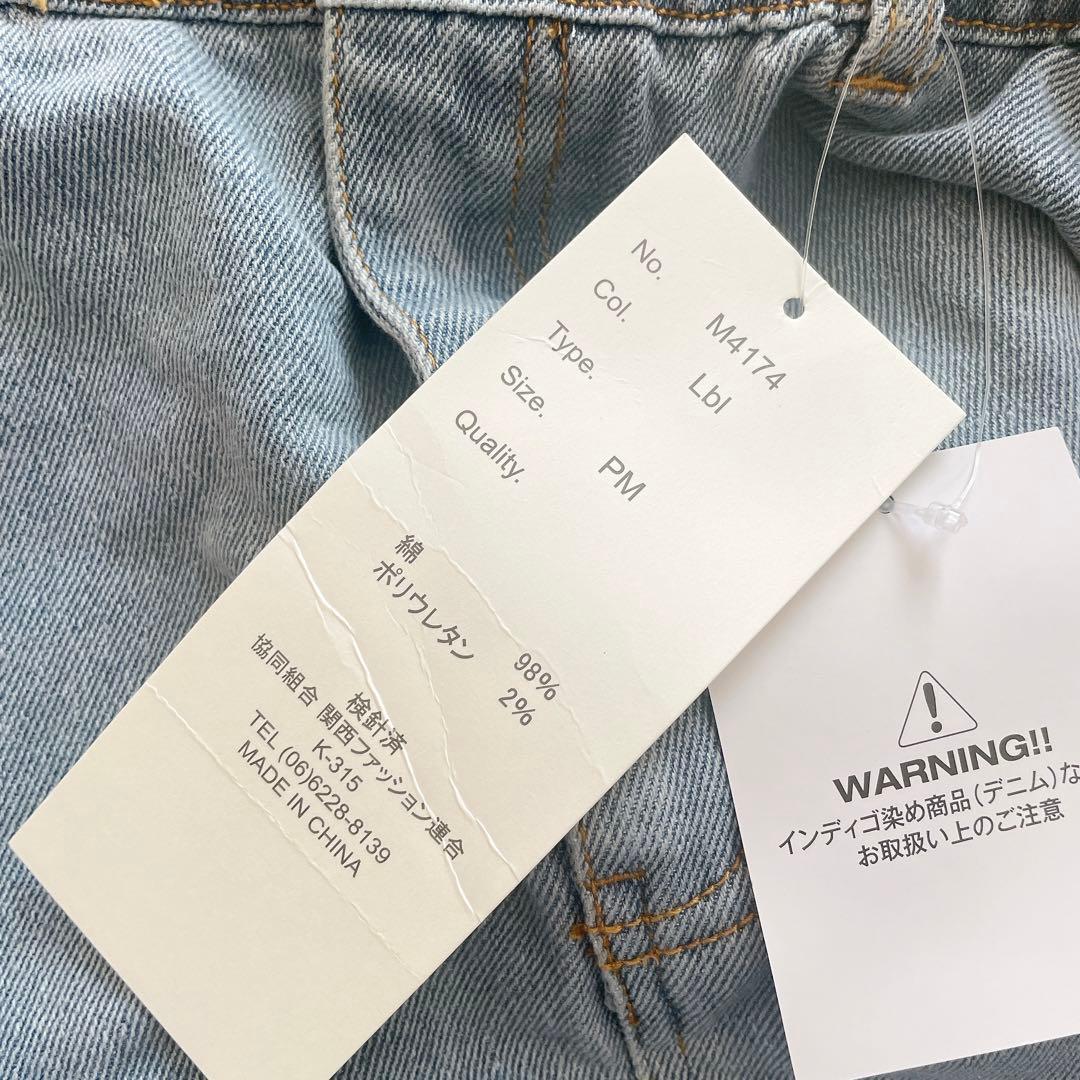 No. M4174
Col. Lbl
Type.
Size. PM
Quality.
綿 98%
ポリウレタン 2%
検針済
協同組合 関西ファッション連合
K-315
TEL (06)6228-8139
MADE IN CHINA
WARNING!!
インディゴ染め商品(デニム)な
お取扱い上のご注意